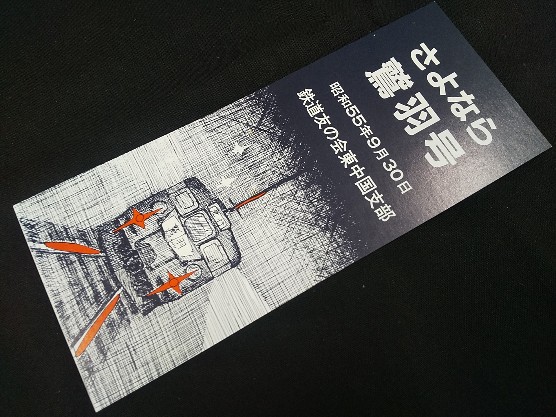 さよなら
鷲羽号
昭和55年9月30日
鉄道友の会東中国支部